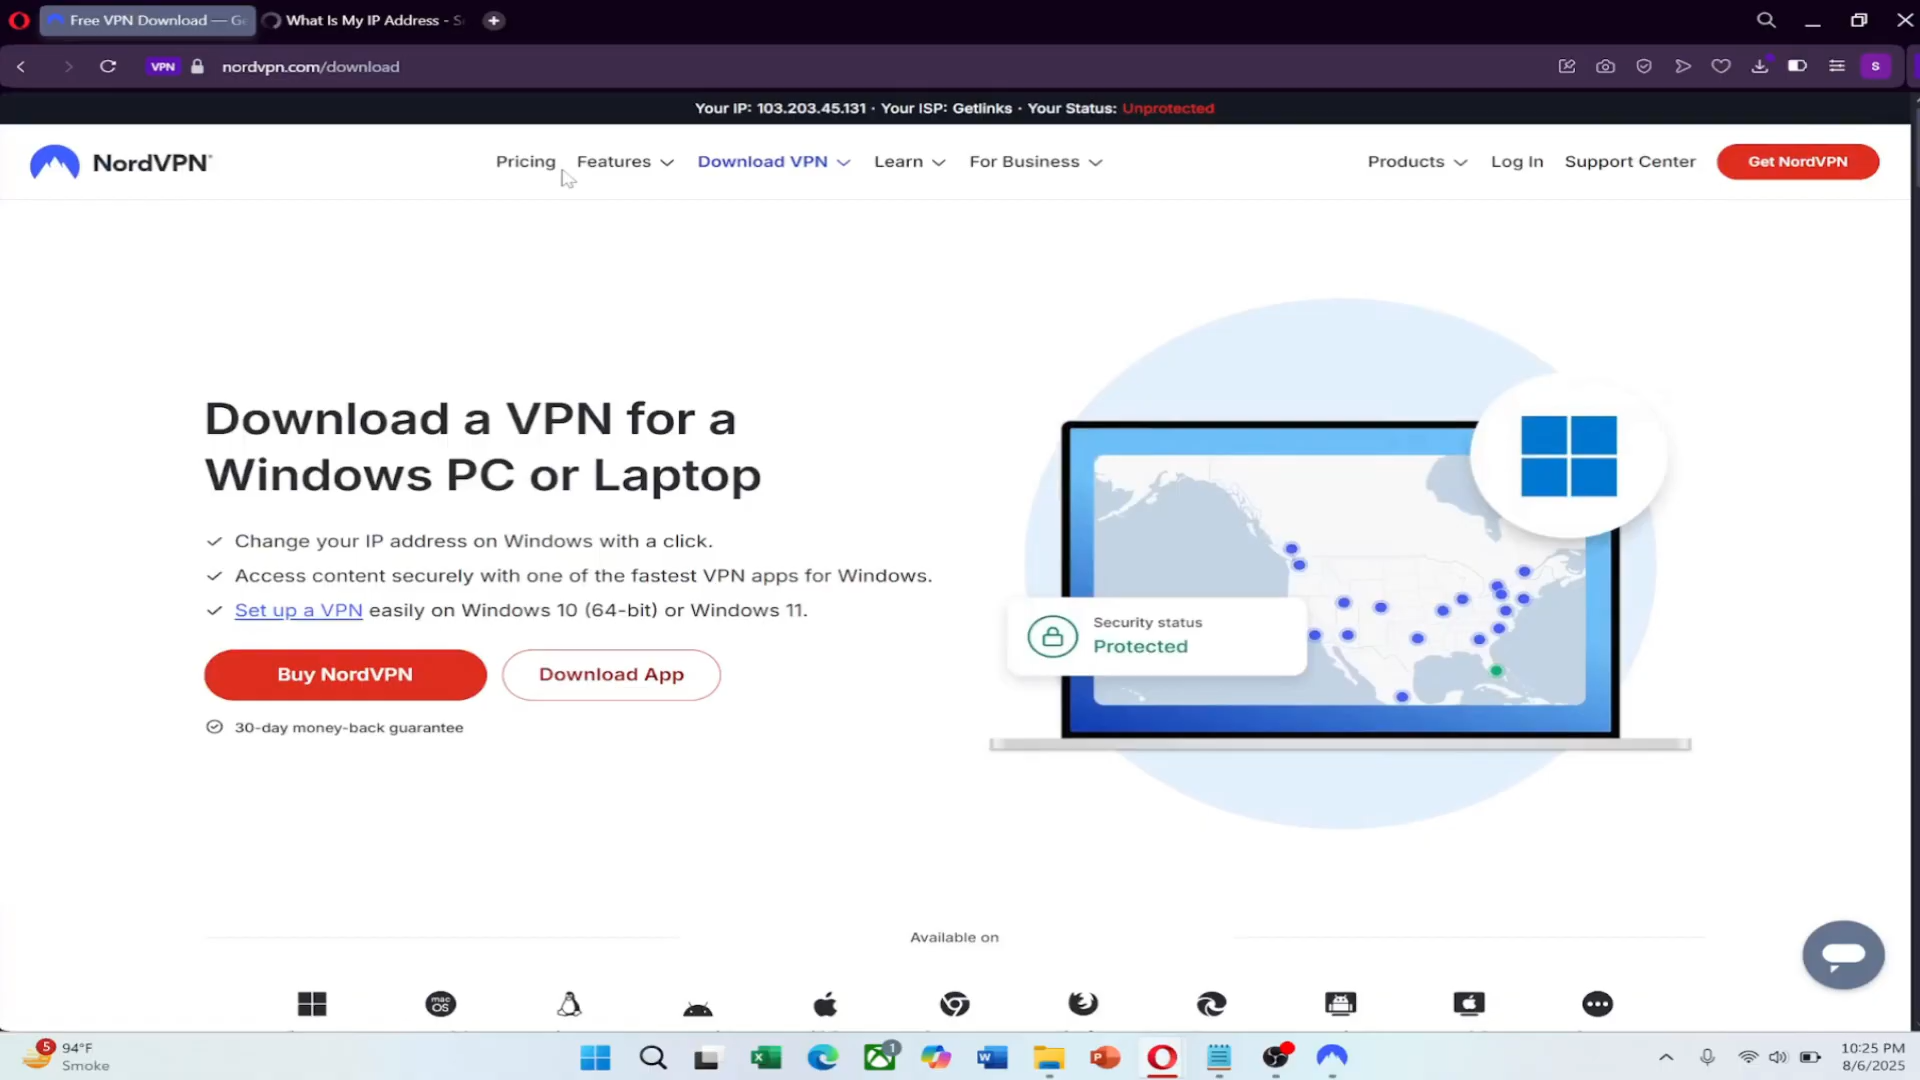 Free VPN Download — Ge
What Is My IP Address - S
VPN
nordvpn.com/download
S
Your IP: 103.203.45.131 · Your ISP: Getlinks · Your Status: Unprotected
NordVPN®
Pricing
Features
Download VPN
Learn
For Business
Products
Log In
Support Center
Get NordVPN
Download a VPN for a
Windows PC or Laptop
Change your IP address on Windows with a click.
Access content securely with one of the fastest VPN apps for Windows.
Set up a VPN easily on Windows 10 (64-bit) or Windows 11.
Buy NordVPN
Download App
30-day money-back guarantee
Security status
Protected
Available on
mac
OS
5
94°F
Smoke
1
10:25 PM
8/6/2025